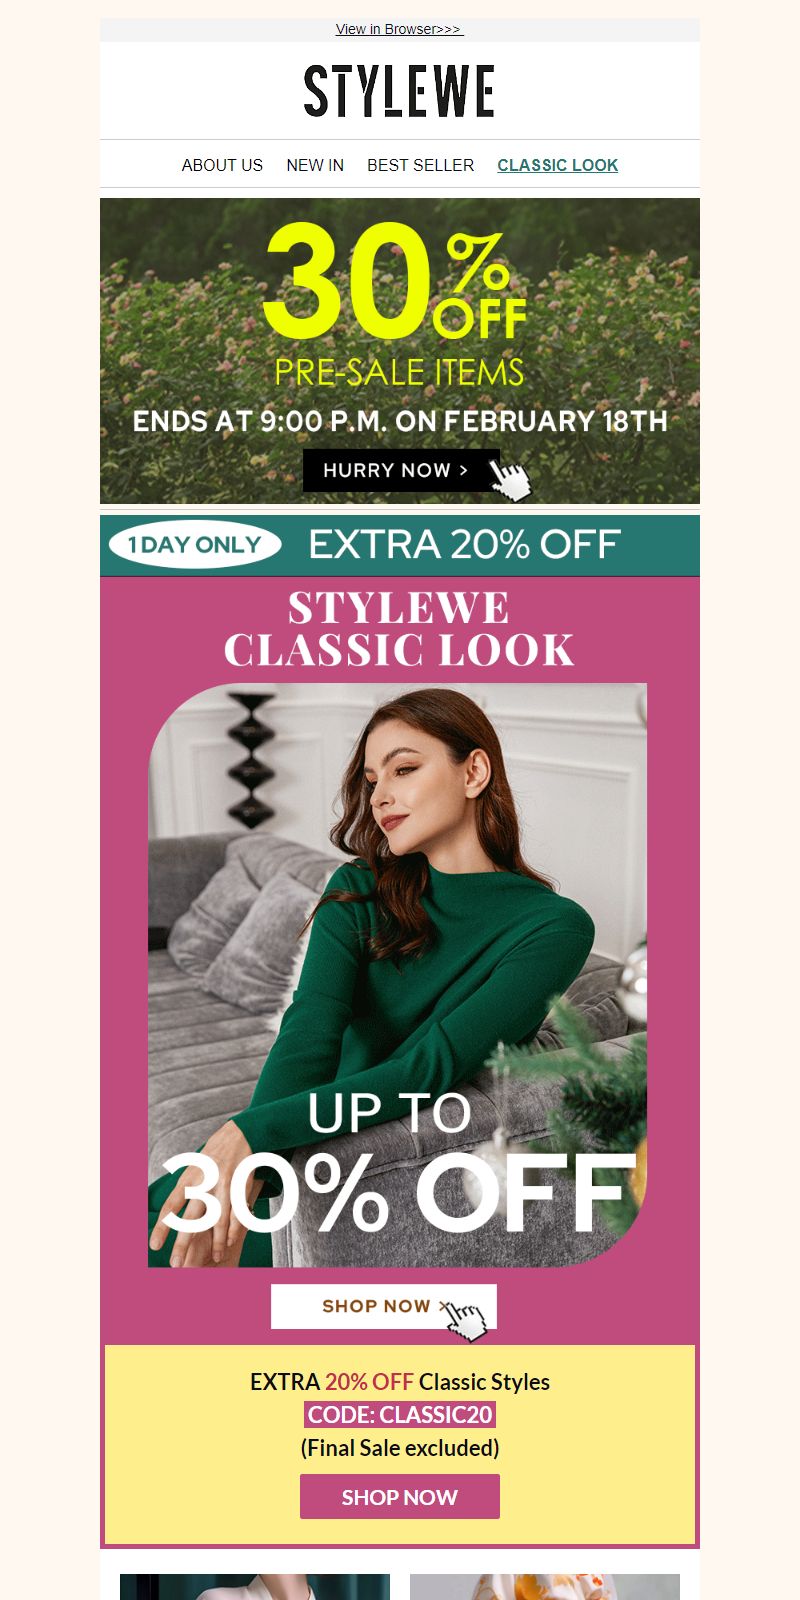 View in Browser>>>
STYLEWE
ABOUT US NEW IN BEST SELLER CLASSIC LOOK
30% OFF
PRE-SALE ITEMS
ENDS AT 9:00 P.M. ON FEBRUARY 18TH
HURRY NOW >
1 DAY ONLY EXTRA 20% OFF
STYLEWE
CLASSIC LOOK
UP TO
30% OFF
SHOP NOW >
EXTRA 20% OFF Classic Styles
CODE: CLASSIC20
(Final Sale excluded)
SHOP NOW